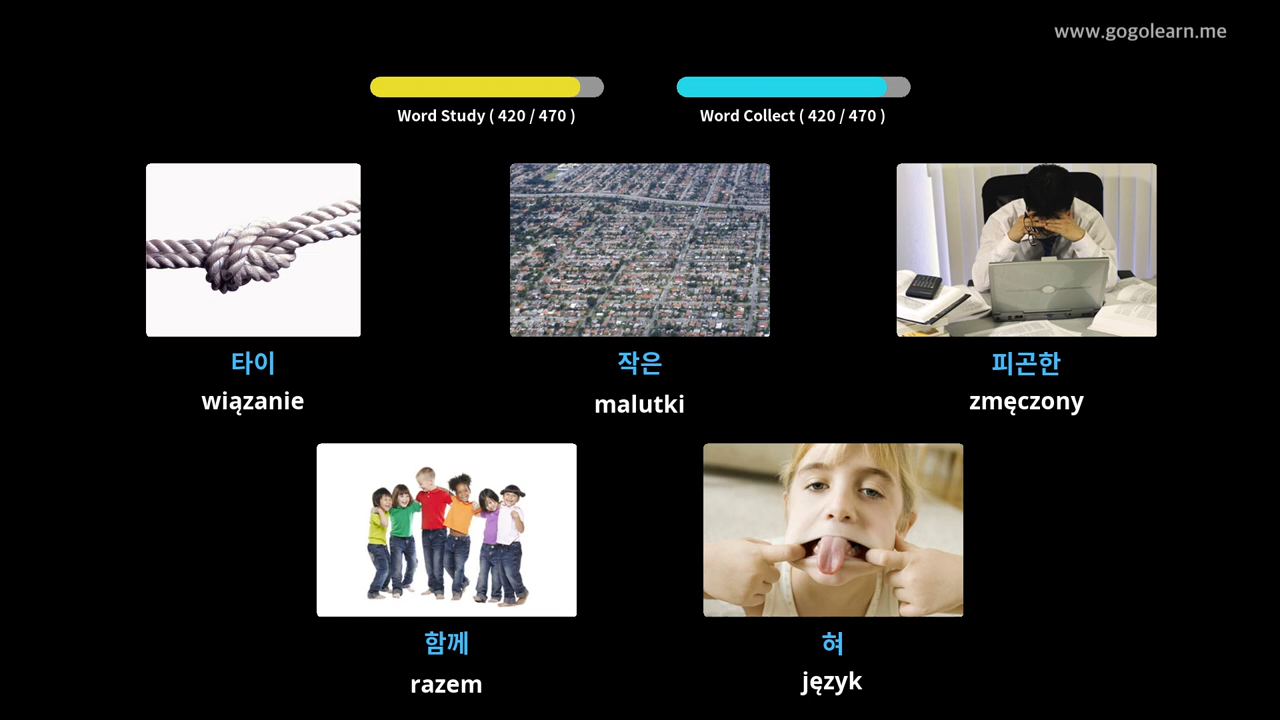 www.gogolearn.me
Word Study ( 420 / 470 )
Word Collect ( 420 / 470 )
타이
wiązanie
작은
malutki
피곤한
zmęczony
함께
razem
혀
język